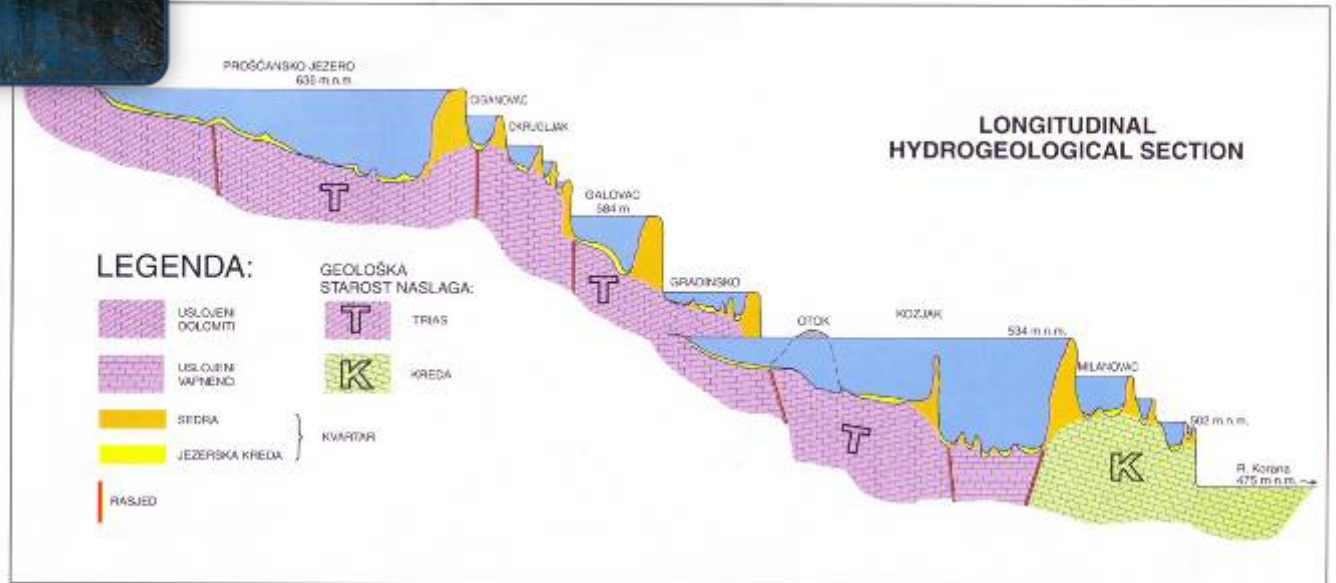 PROŠĆANSKO JEZERO
636 m.n.m.
CIGANOVAC
OKRUGLJAK
LONGITUDINAL
HYDROGEOLOGICAL SECTION
GALOVAC
584 m
GRADINSKO
OTOK
KOZJAK
534 m.n.m.
MILANOVAC
502 m.n.m.
R. Korana
475 m.n.m.
T
T
T
K
LEGENDA:
USLOJENI
DOLOMITI
USLOJENI
VAPNENCI
SEDRA
JEZERSKA KREDA
KVARTAR
RASJED
GEOLOŠKA
STAROST NASLAGA:
T
TRIAS
K
KREDA